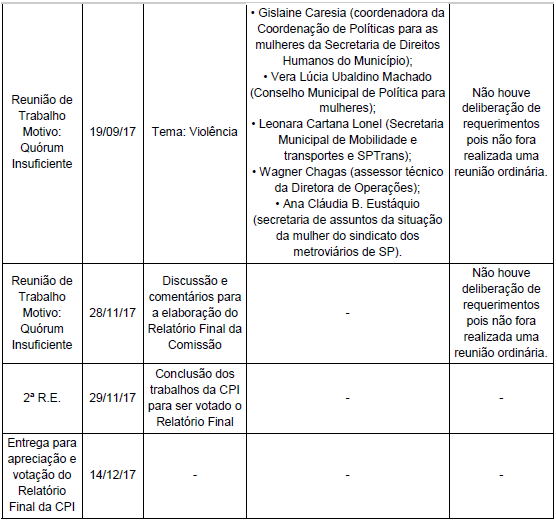 Reunião de
Trabalho
Motivo:
Quórum
Insuficiente
19/09/17
Tema: Violência
• Gislaine Caresia (coordenadora da
Coordenação de Políticas para as
mulheres da Secretaria de Direitos
Humanos do Município);
• Vera Lúcia Ubaldino Machado
(Conselho Municipal de Política para
mulheres);
• Leonara Cartana Lonel (Secretaria
Municipal de Mobilidade e
transportes e SPTrans);
• Wagner Chagas (assessor técnico
da Diretora de Operações);
• Ana Cláudia B. Eustáquio
(secretaria de assuntos da situação
da mulher do sindicato dos
metroviários de SP).
Não houve
deliberação de
requerimentos
pois não fora
realizada uma
reunião ordinária.
Reunião de
Trabalho
Motivo:
Quórum
Insuficiente
28/11/17
Discussão e
comentários para
a elaboração do
Relatório Final da
Comissão
-
Não houve
deliberação de
requerimentos
pois não fora
realizada uma
reunião ordinária.
2ª R.E.
29/11/17
Conclusão dos
trabalhos da CPI
para ser votado o
Relatório Final
-
-
Entrega para
apreciação e
votação do
Relatório
Final da CPI
14/12/17
-
-
-